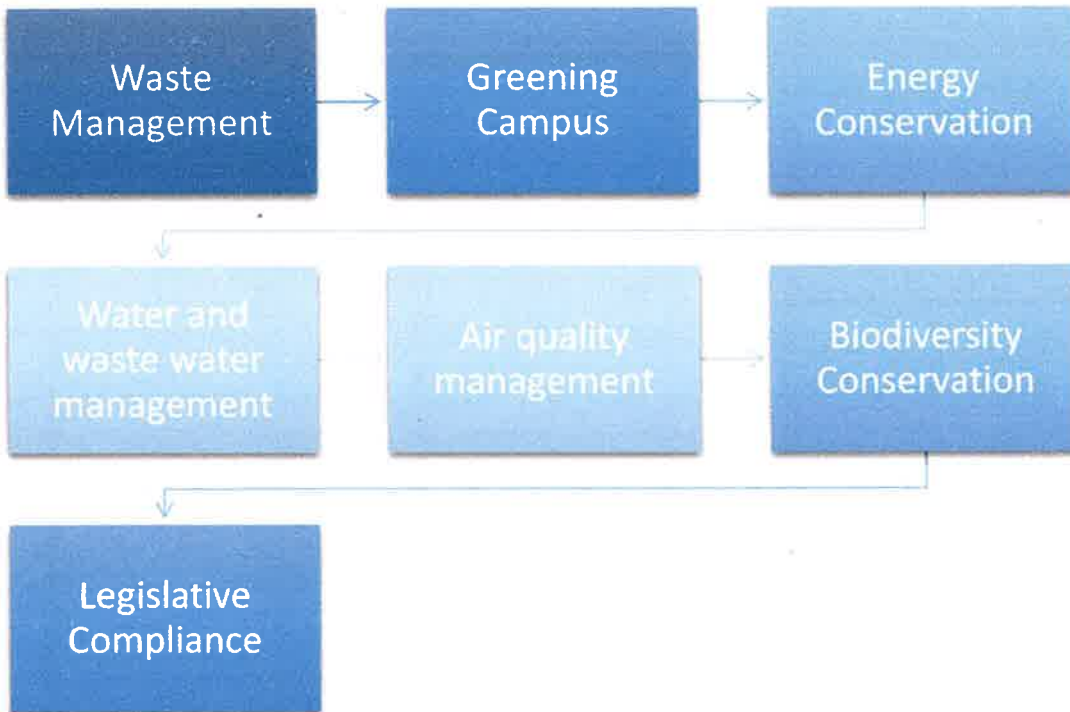 Waste
Management
Greening
Campus
Energy
Conservation
Water and
waste water
management
Air quality
management
Biodiversity
Conservation
Legislative
Compliance